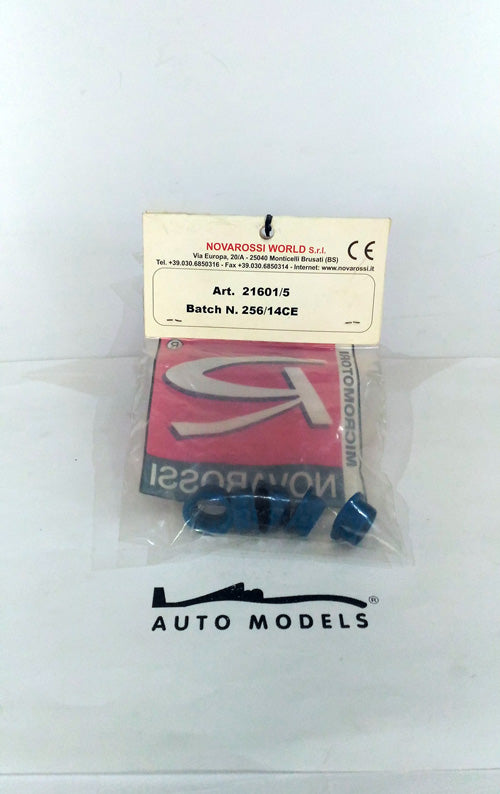 NOVAROSSI WORLD S.r.l.
Via Europa, 20/A - 25040 Monticelli Brusati (BS)
Tel. +39.030.6850316 - Fax +39.030.6850314 - Internet: www.novarossi.it
CE
Art. 21601/5
Batch N. 256/14CE
®
MICROMOTORI
NOVAROSSI
®
AUTO MODELS